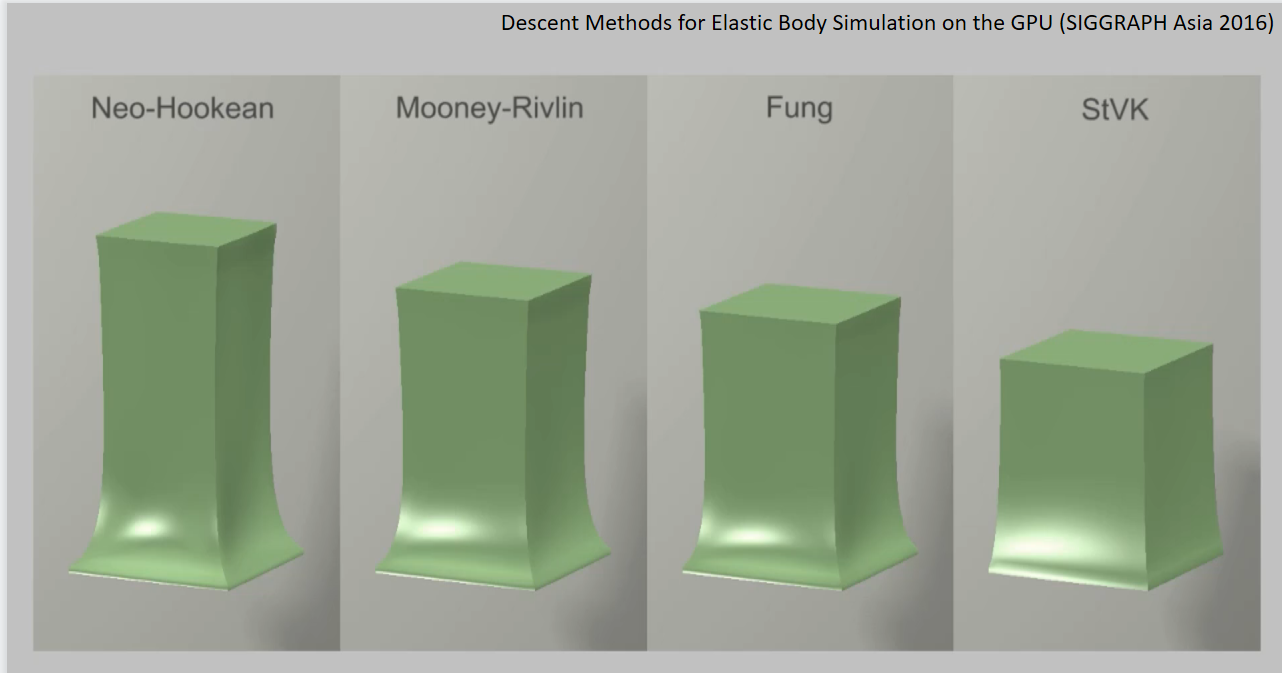 Descent Methods for Elastic Body Simulation on the GPU (SIGGRAPH Asia 2016)
Neo-Hookean
Mooney-Rivlin
Fung
StVK